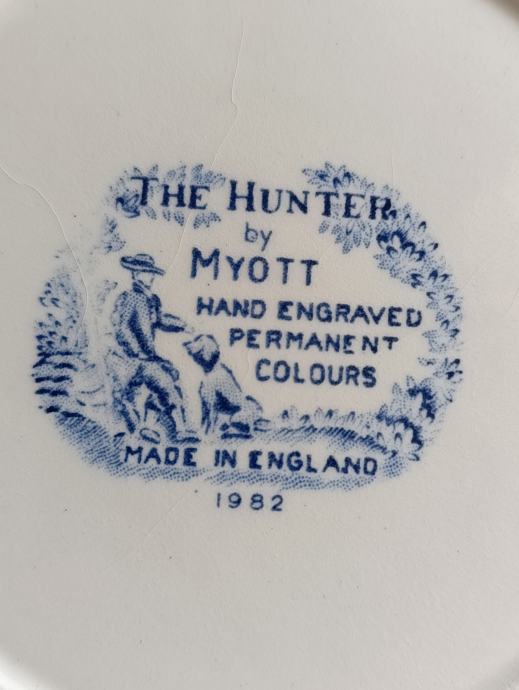 THE HUNTER
by
MYOTT
HAND ENGRAVED
PERMANENT
COLOURS
MADE IN ENGLAND
1982